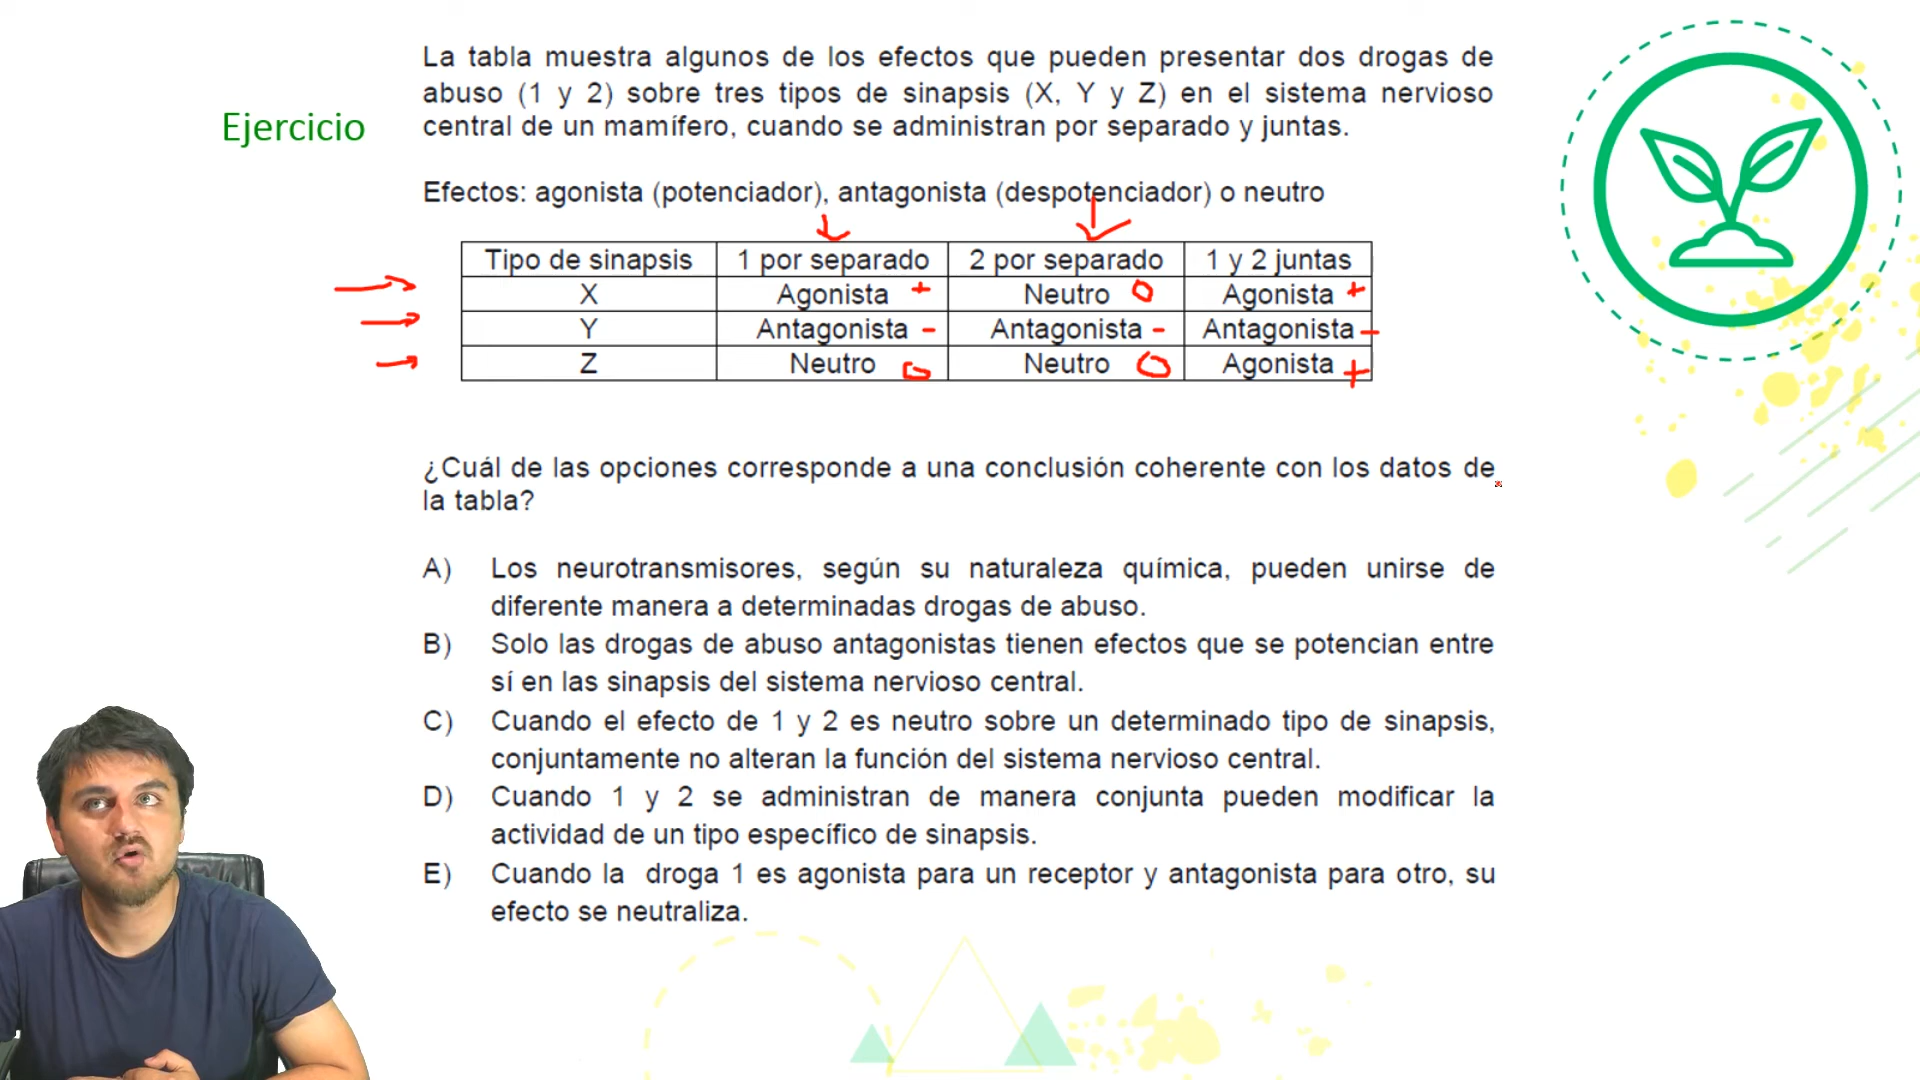 Ejercicio
La tabla muestra algunos de los efectos que pueden presentar dos drogas de
abuso (1 y 2) sobre tres tipos de sinapsis (X, Y y Z) en el sistema nervioso
central de un mamífero, cuando se administran por separado y juntas.
Efectos: agonista (potenciador), antagonista (despotenciador) o neutro
Tipo de sinapsis 1 por separado 2 por separado 1 y 2 juntas
X Agonista + Neutro O Agonista +
Y Antagonista - Antagonista - Antagonista -
Z Neutro O Neutro O Agonista +
¿Cuál de las opciones corresponde a una conclusión coherente con los datos de
la tabla?
A) Los neurotransmisores, según su naturaleza química, pueden unirse de
diferente manera a determinadas drogas de abuso.
B) Solo las drogas de abuso antagonistas tienen efectos que se potencian entre
sí en las sinapsis del sistema nervioso central.
C) Cuando el efecto de 1 y 2 es neutro sobre un determinado tipo de sinapsis,
conjuntamente no alteran la función del sistema nervioso central.
D) Cuando 1 y 2 se administran de manera conjunta pueden modificar la
actividad de un tipo específico de sinapsis.
E) Cuando la droga 1 es agonista para un receptor y antagonista para otro, su
efecto se neutraliza.